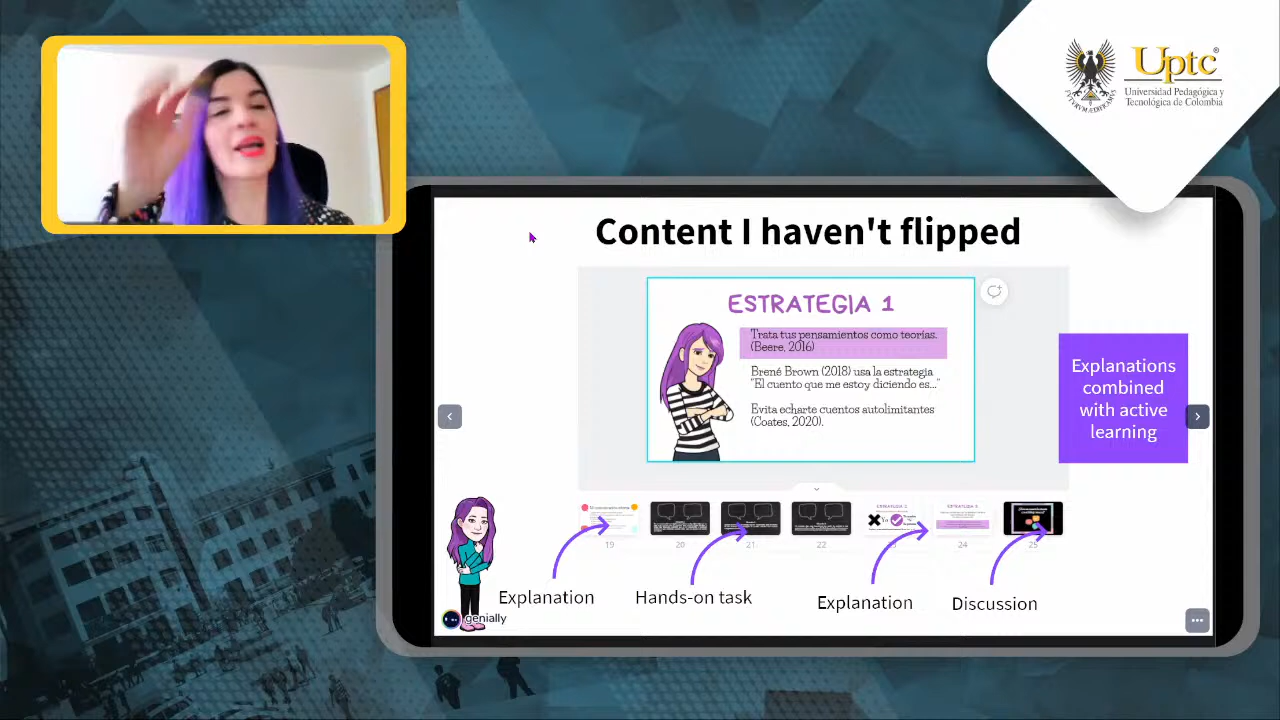 Uptc
Universidad Pedagógica y
Tecnológica de Colombia
Content I haven't flipped
ESTRATEGIA 1
Trata tus pensamientos como teorías.
(Beere, 2016)
Brené Brown (2018) usa la estrategia
"El cuento que me estoy diciendo es..."
Evita echarte cuentos autolimitantes
(Coates, 2020).
Explanations
combined
with active
learning
19
20
21
22
24
25
Explanation
Hands-on task
Explanation
Discussion
genially